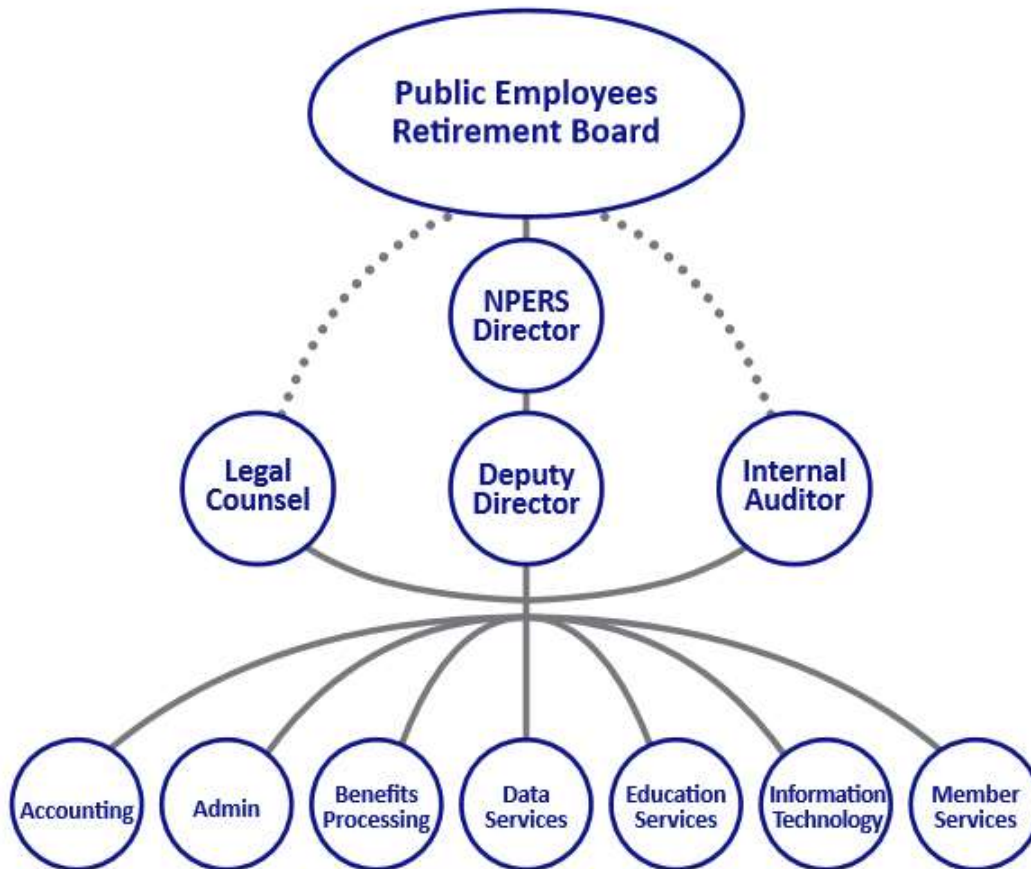 Public Employees
Retirement Board
NPERS
Director
Legal
Counsel
Deputy
Director
Internal
Auditor
Accounting
Admin
Benefits
Processing
Data
Services
Education
Services
Information
Technology
Member
Services